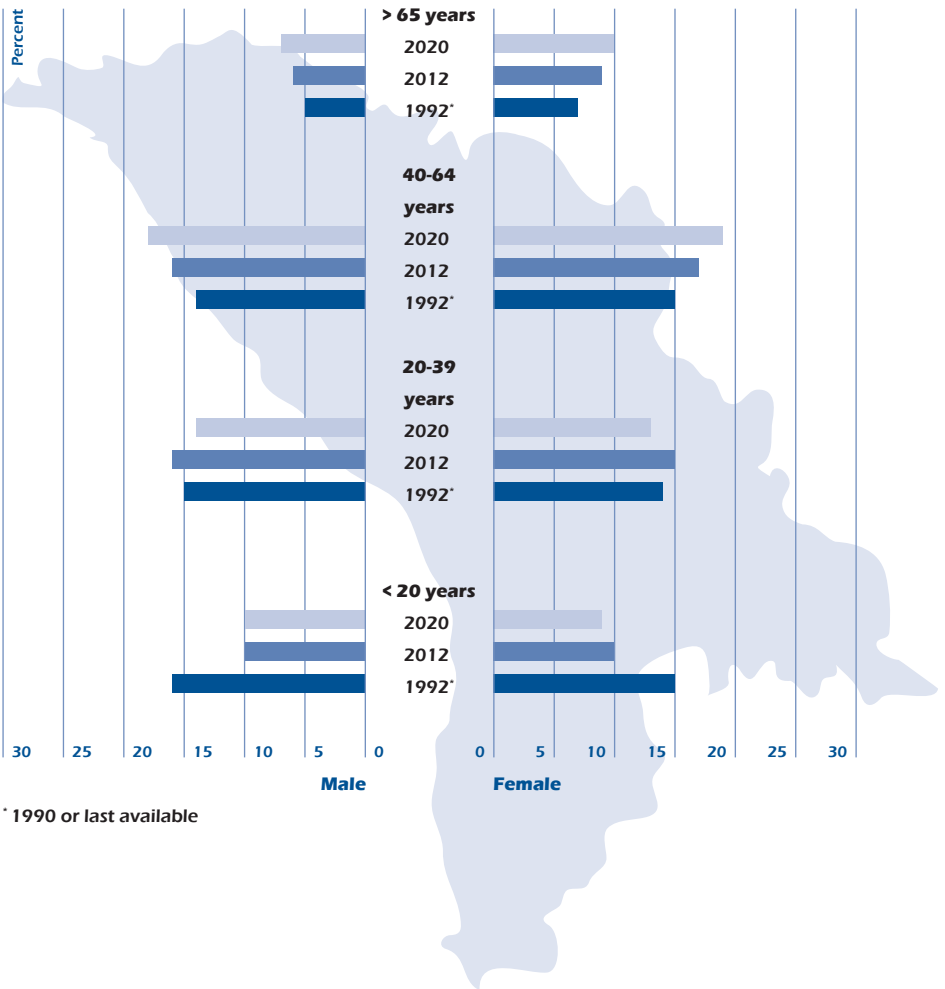 Percent
> 65 years
2020
2012
1992*
40-64
years
2020
2012
1992*
20-39
years
2020
2012
1992*
< 20 years
2020
2012
1992*
30 25 20 15 10 5 0 0 5 10 15 20 25 30
Male Female
* 1990 or last available